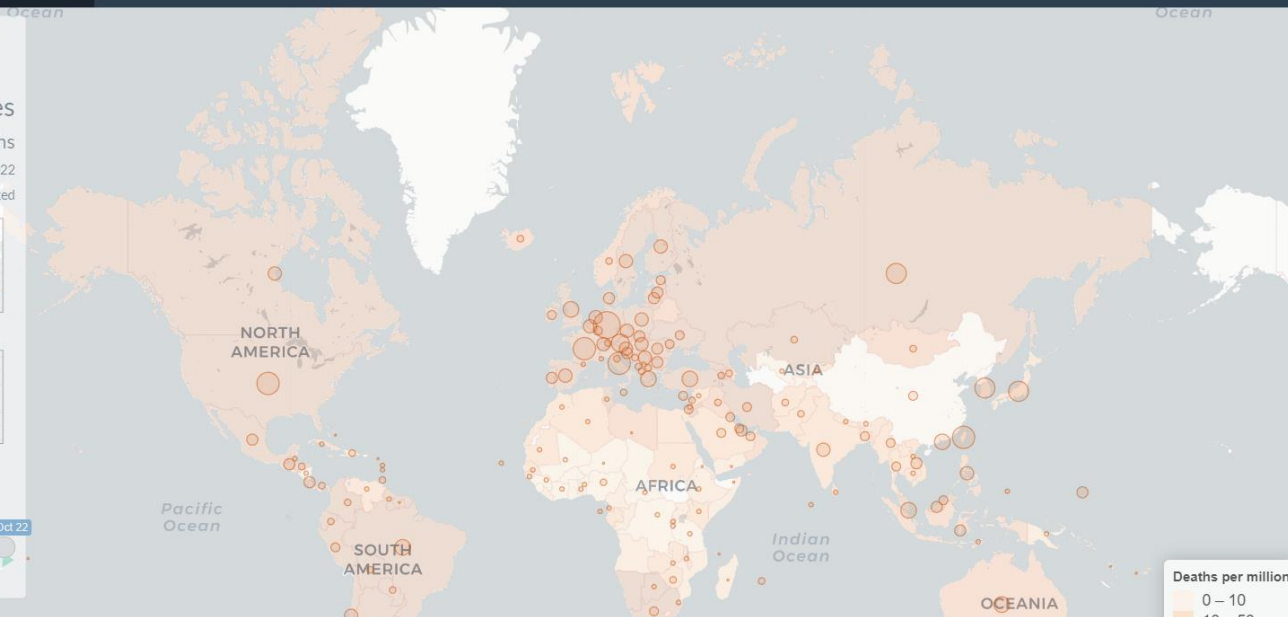 Ocean
Ocean
NORTH
AMERICA
ASIA
AFRICA
Pacific
Ocean
Oct 22
Indian
Ocean
SOUTH
AMERICA
OCEANIA
Deaths per million
0 – 10